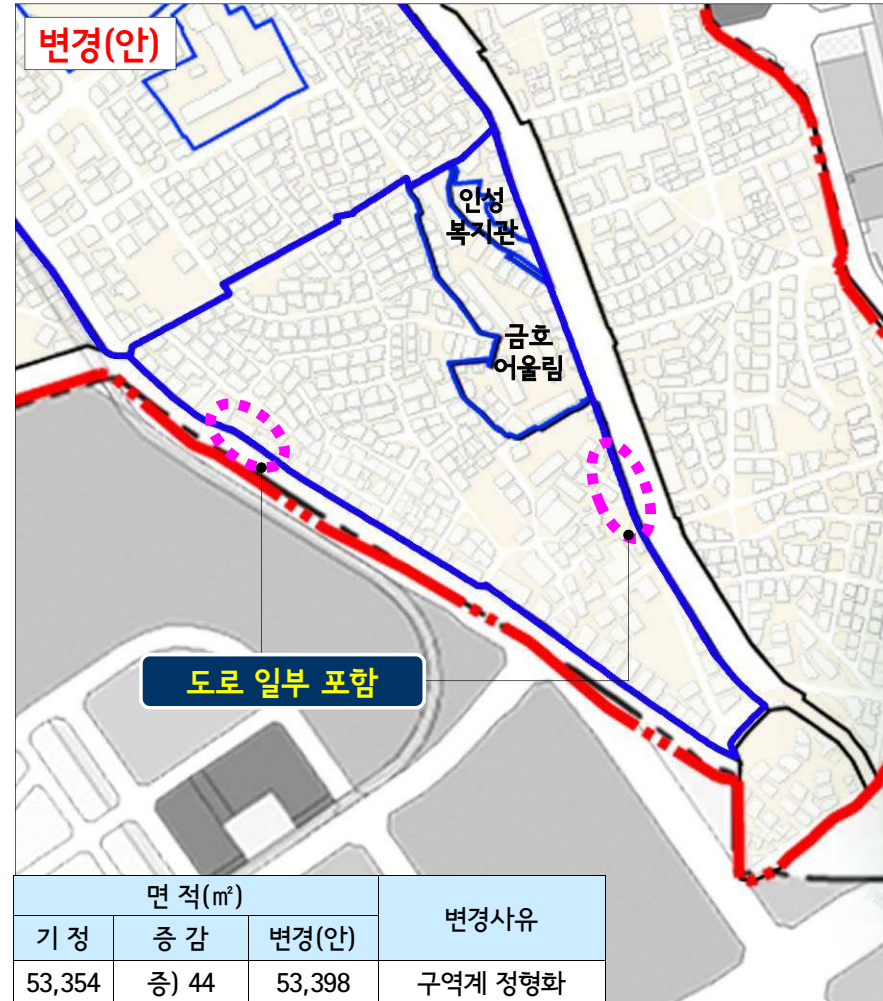 변경(안)
인성
복지관
금호
어울림
도로 일부 포함
면 적(㎡)
변경사유
기 정
증 감
변경(안)
53,354
증) 44
53,398
구역계 정형화